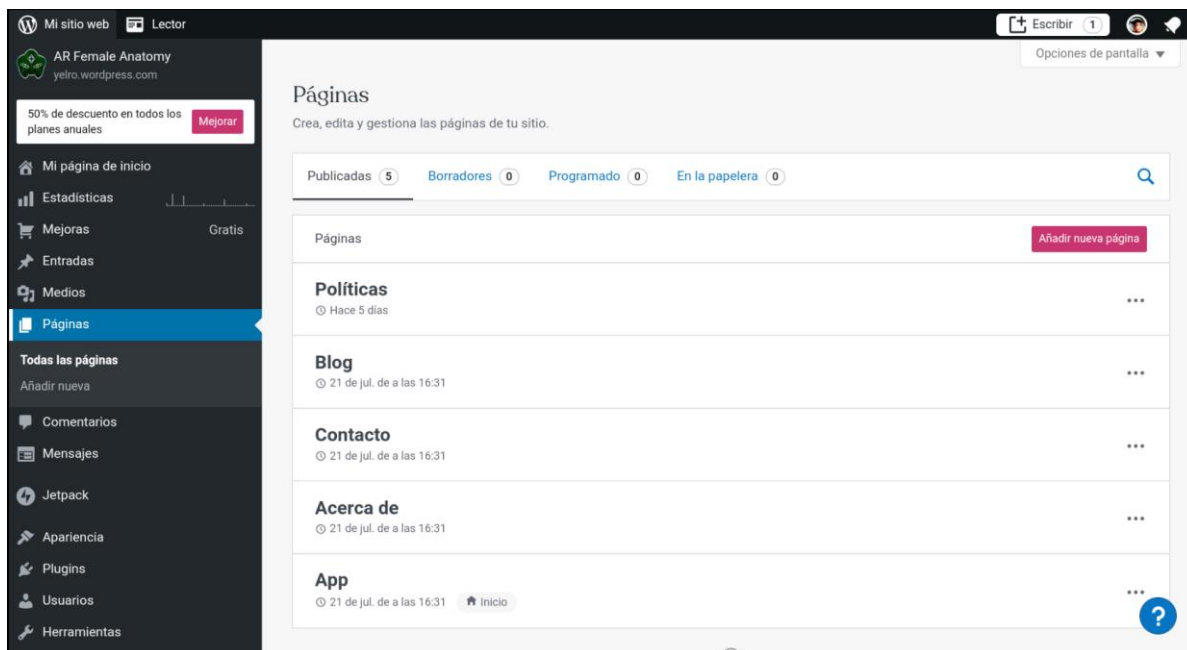 Mi sitio web
Lector
Escribir 1
AR Female Anatomy
yelro.wordpress.com
50% de descuento en todos los
planes anuales
Mejorar
Mi página de inicio
Estadísticas
Mejoras Gratis
Entradas
Medios
Páginas
Todas las páginas
Añadir nueva
Comentarios
Mensajes
Jetpack
Apariencia
Plugins
Usuarios
Herramientas
Opciones de pantalla ▼
Páginas
Crea, edita y gestiona las páginas de tu sitio.
Publicadas 5 Borradores 0 Programado 0 En la papelera 0
Páginas Añadir nueva página
Políticas
Hace 5 días
Blog
21 de jul. de a las 16:31
Contacto
21 de jul. de a las 16:31
Acerca de
21 de jul. de a las 16:31
App
21 de jul. de a las 16:31 Inicio
?